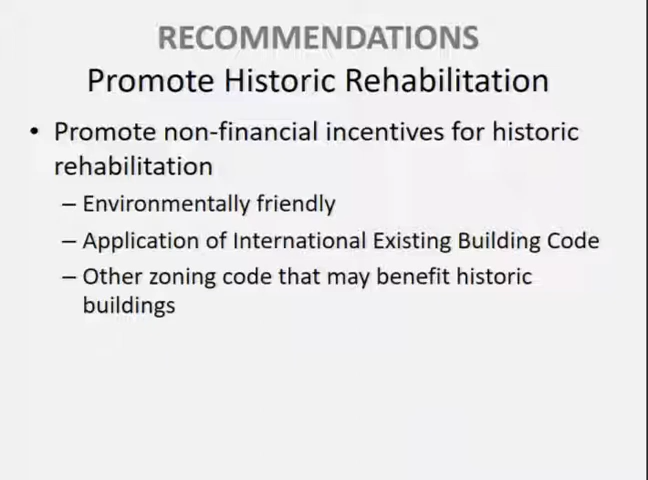 RECOMMENDATIONS
Promote Historic Rehabilitation
• Promote non-financial incentives for historic
rehabilitation
– Environmentally friendly
– Application of International Existing Building Code
– Other zoning code that may benefit historic
buildings